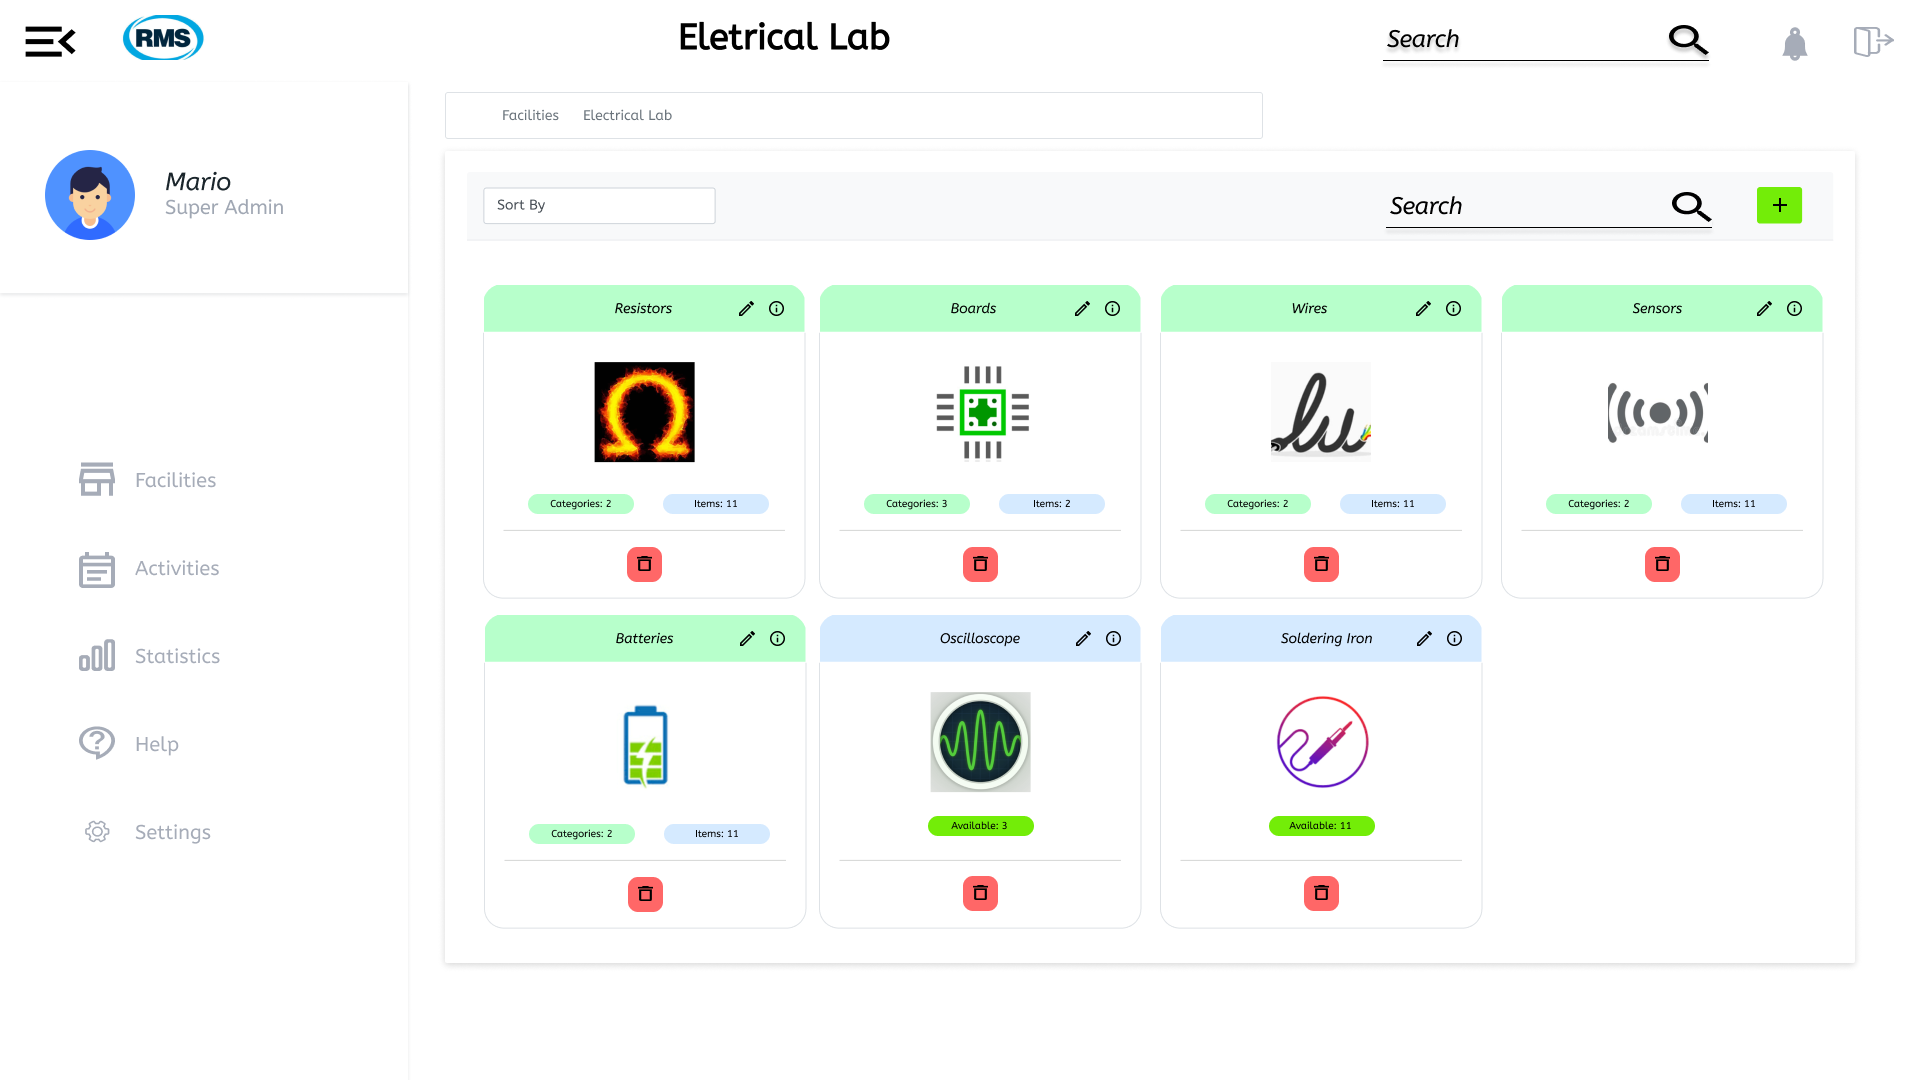 RMS
Eletrical Lab
Search
Facilities Electrical Lab
Mario
Super Admin
Sort By
Search
+
Resistors
Boards
Wires
Sensors
Categories: 2 Items: 11
Categories: 3 Items: 2
Categories: 2 Items: 11
Categories: 2 Items: 11
Batteries
Oscilloscope
Soldering Iron
Categories: 2 Items: 11
Available: 3
Available: 11
Facilities
Activities
Statistics
Help
Settings